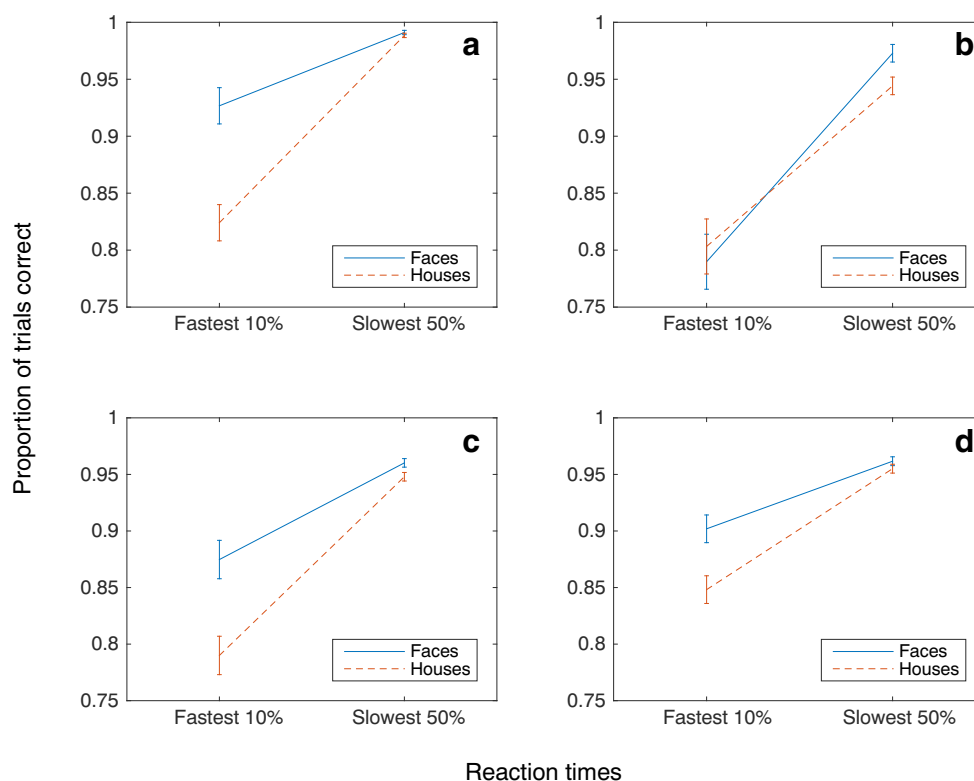 Proportion of trials correct
a
1
0.95
0.9
0.85
0.8
0.75
Faces
Houses
Fastest 10%
Slowest 50%
b
1
0.95
0.9
0.85
0.8
0.75
Faces
Houses
Fastest 10%
Slowest 50%
c
1
0.95
0.9
0.85
0.8
0.75
Faces
Houses
Fastest 10%
Slowest 50%
d
1
0.95
0.9
0.85
0.8
0.75
Faces
Houses
Fastest 10%
Slowest 50%
Reaction times